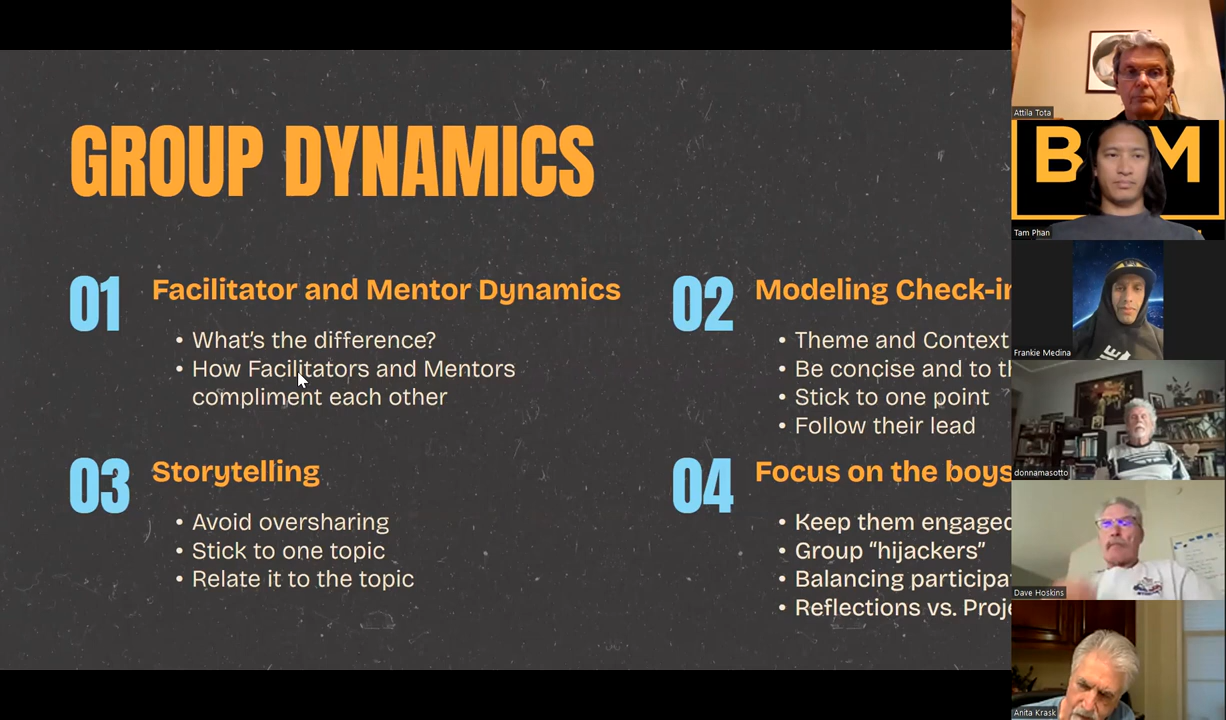 GROUP DYNAMICS
01
Facilitator and Mentor Dynamics
• What's the difference?
• How Facilitators and Mentors
compliment each other
02
Modeling Check-in
• Theme and Context
• Be concise and to th
• Stick to one point
• Follow their lead
03
Storytelling
• Avoid oversharing
• Stick to one topic
• Relate it to the topic
04
Focus on the boys
• Keep them engaged
• Group “hijackers”
• Balancing participat
• Reflections vs. Proje
Attila Tota
B M
Tam Phan
Frankie Medina
donnamasotto
Dave Hoskins
Anita Krask